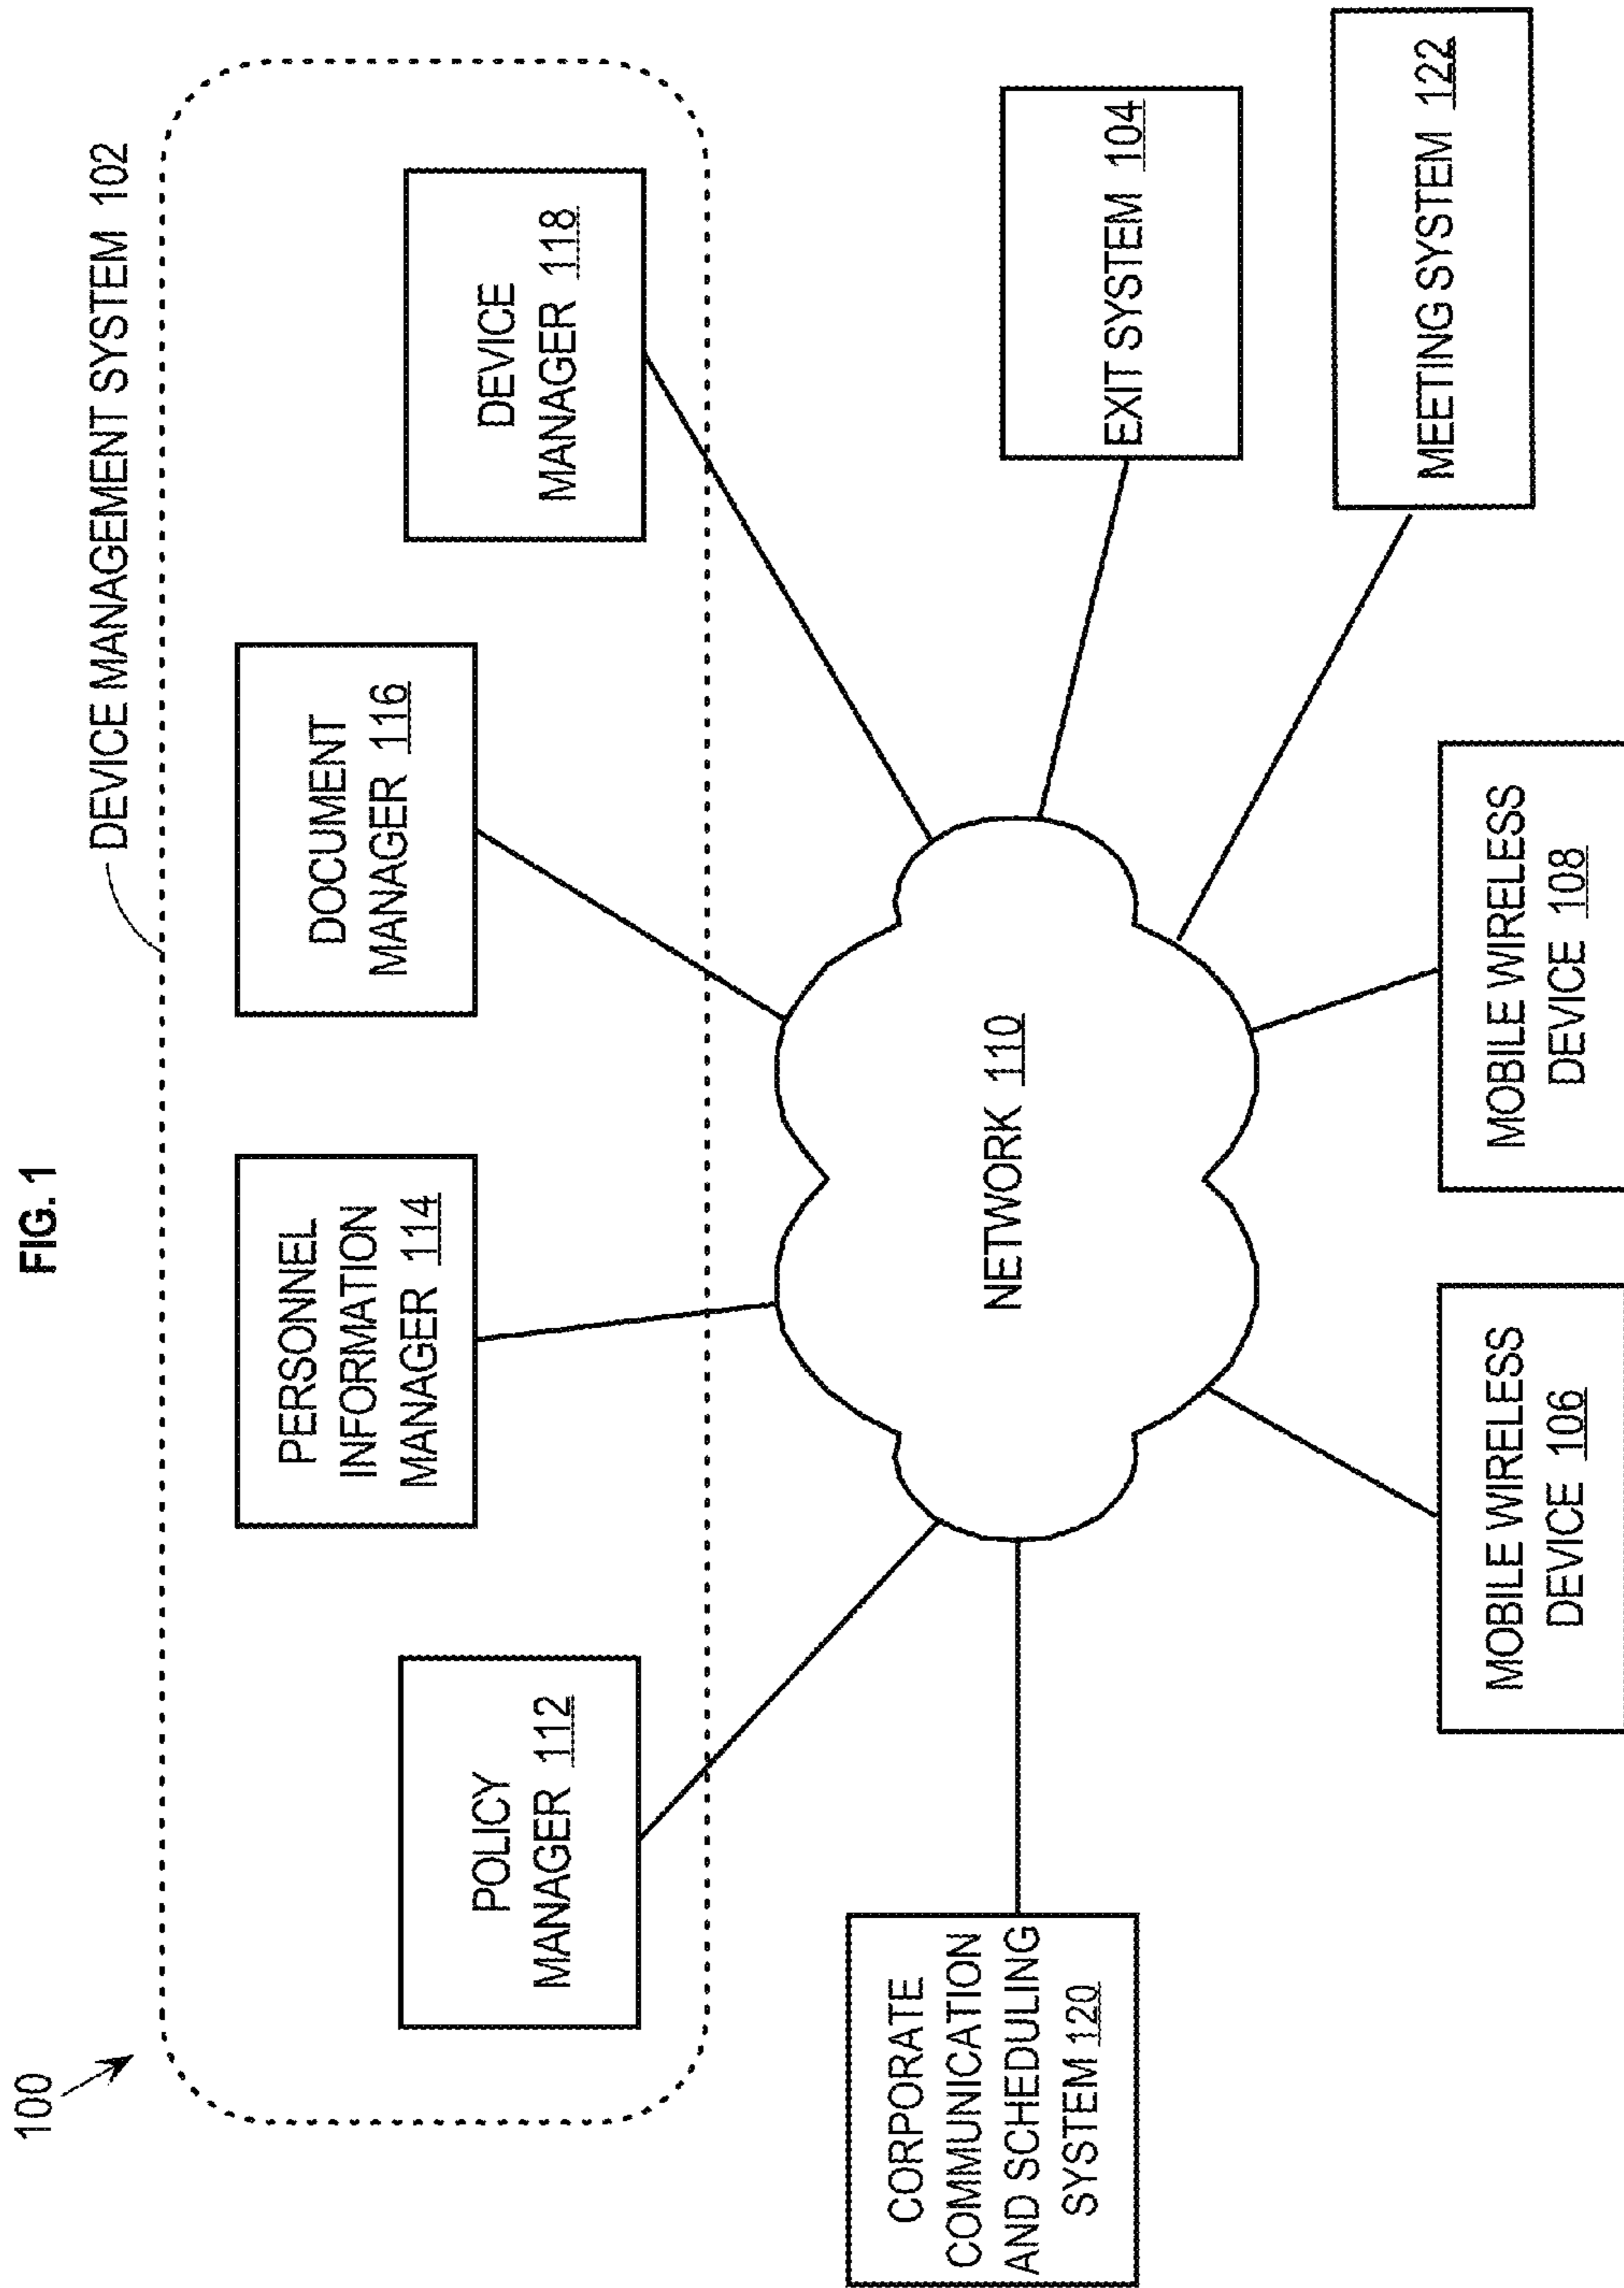 FIG. 1
100
DEVICE MANAGEMENT SYSTEM 102
POLICY
MANAGER 112
PERSONNEL
INFORMATION
MANAGER 114
DOCUMENT
MANAGER 116
DEVICE
MANAGER 118
CORPORATE
COMMUNICATION
AND SCHEDULING
SYSTEM 120
NETWORK 110
EXIT SYSTEM 104
MEETING SYSTEM 122
MOBILE WIRELESS
DEVICE 106
MOBILE WIRELESS
DEVICE 108